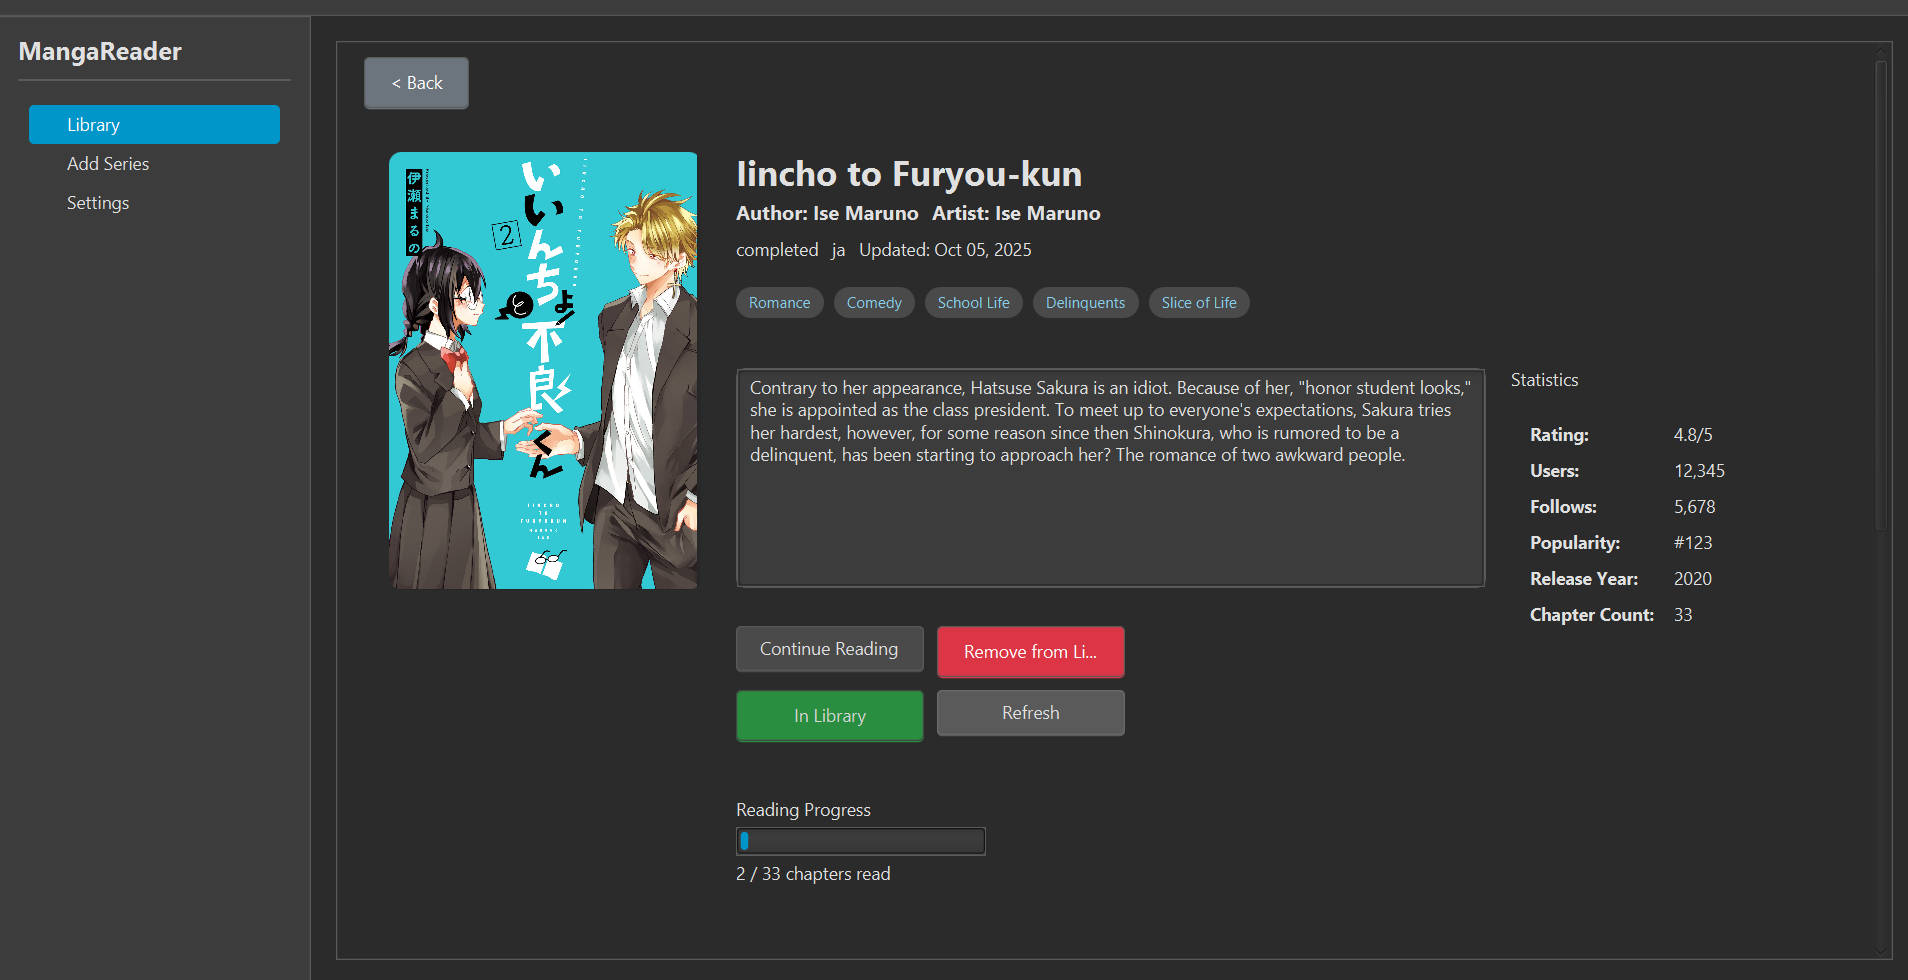 MangaReader
Library
Add Series
Settings
< Back
伊瀬まるの
2
いいんちょと不良くん
IINCHO
TO
FURYOUKUN
Iincho to Furyou-kun
Author: Ise Maruno Artist: Ise Maruno
completed ja Updated: Oct 05, 2025
Romance Comedy School Life Delinquents Slice of Life
Contrary to her appearance, Hatsuse Sakura is an idiot. Because of her, "honor student looks,"
she is appointed as the class president. To meet up to everyone's expectations, Sakura tries
her hardest, however, for some reason since then Shinokura, who is rumored to be a
delinquent, has been starting to approach her? The romance of two awkward people.
Statistics
Rating: 4.8/5
Users: 12,345
Follows: 5,678
Popularity: #123
Release Year: 2020
Chapter Count: 33
Continue Reading
Remove from Li...
In Library
Refresh
Reading Progress
2 / 33 chapters read